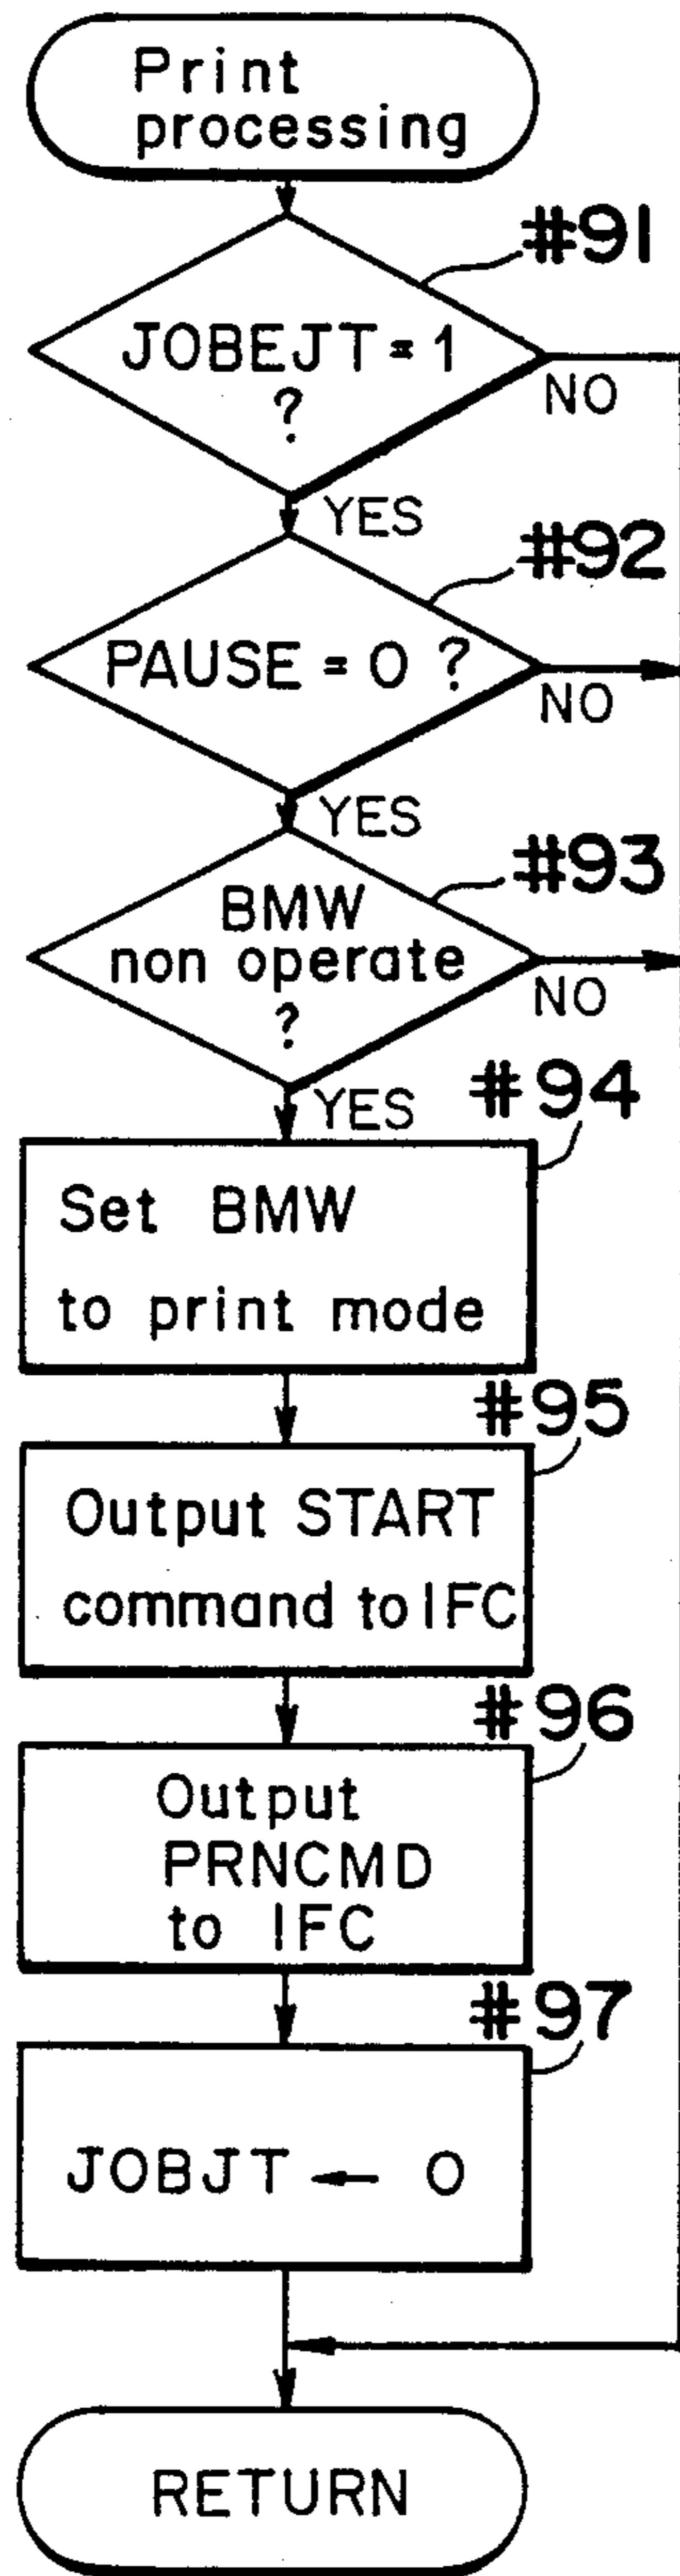 Print
processing
#91
JOBEJT = 1
?
NO
YES
#92
PAUSE = 0 ?
NO
YES
#93
BMW
non operate
?
NO
YES
#94
Set BMW
to print mode
#95
Output START
command to IFC
#96
Output
PRNCMD
to IFC
#97
JOBJT ← 0
RETURN